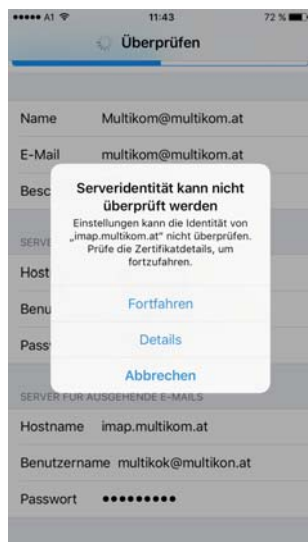 ●●●●● A1 11:43 72 %
Überprüfen
Name Multikom@multikom.at
E-Mail multikom@multikom.at
Besc
Serveridentität kann nicht
überprüft werden
Einstellungen kann die Identität von
„imap.multikom.at“ nicht überprüfen.
Prüfe die Zertifikatdetails, um
fortzufahren.
SERVE
Host
Benu
Fortfahren
Pass
Details
Abbrechen
SERVER FÜR AUSGEHENDE E-MAILS
Hostname imap.multikom.at
Benutzername multikok@multikon.at
Passwort ●●●●●●●●●